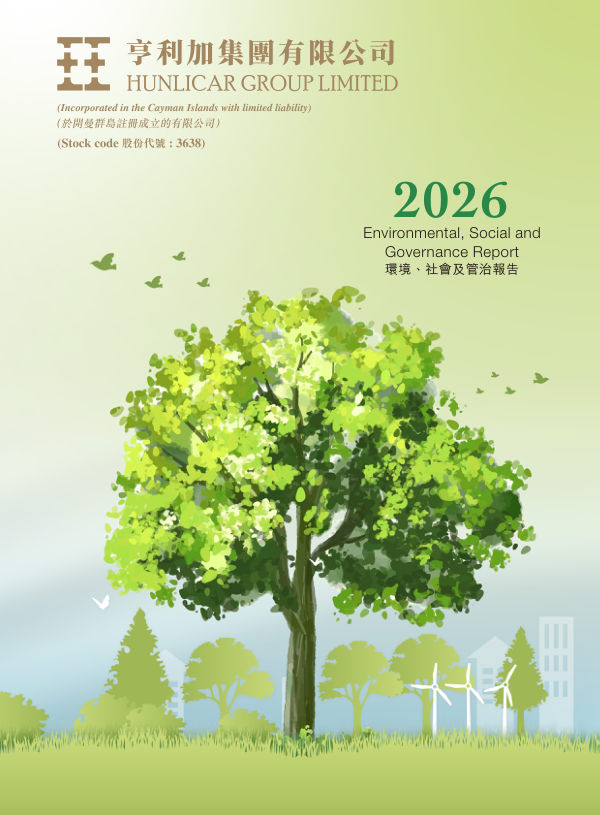 亨利加集團有限公司
HUNLICAR GROUP LIMITED
(Incorporated in the Cayman Islands with limited liability)
(於開曼群島註冊成立的有限公司)
(Stock code 股份代號 : 3638)
2026
Environmental, Social and
Governance Report
環境、社會及管治報告